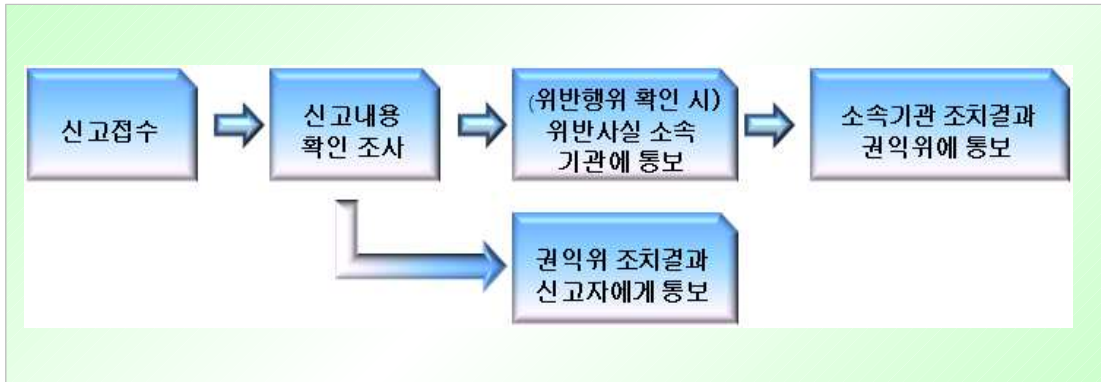 신고접수
신고내용
확인 조사
(위반행위 확인 시)
위반사실 소속
기관에 통보
소속기관 조치결과
권익위에 통보
권익위 조치결과
신고자에게 통보